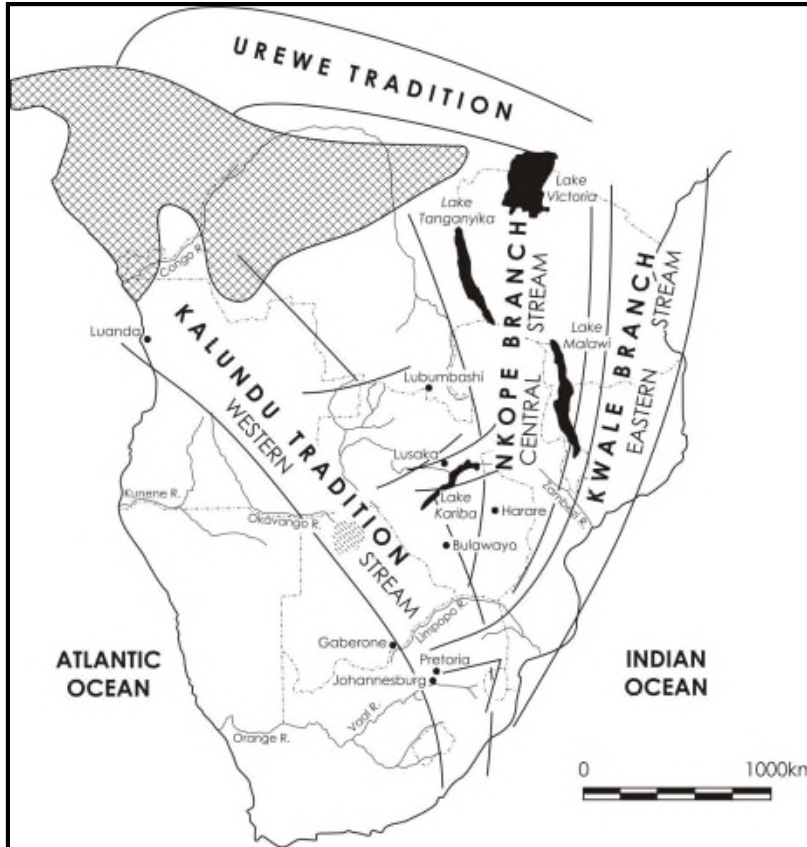 UREWE TRADITION
Lake
Victoria
Lake
Tanganyika
Congo R.
NKOPE BRANCH
CENTRAL STREAM
KWALE BRANCH
EASTERN STREAM
Luanda
KALUNDU TRADITION
WESTERN STREAM
Lake
Malawi
Lubumbashi
Lusaka
Lake
Kariba
Zambezi R.
Kunene R.
Okavango R.
Harare
Bulawayo
Limpopo R.
Gaberone
Pretoria
Johannesburg
ATLANTIC
OCEAN
INDIAN
OCEAN
Vaal R.
Orange R.
0 1000km